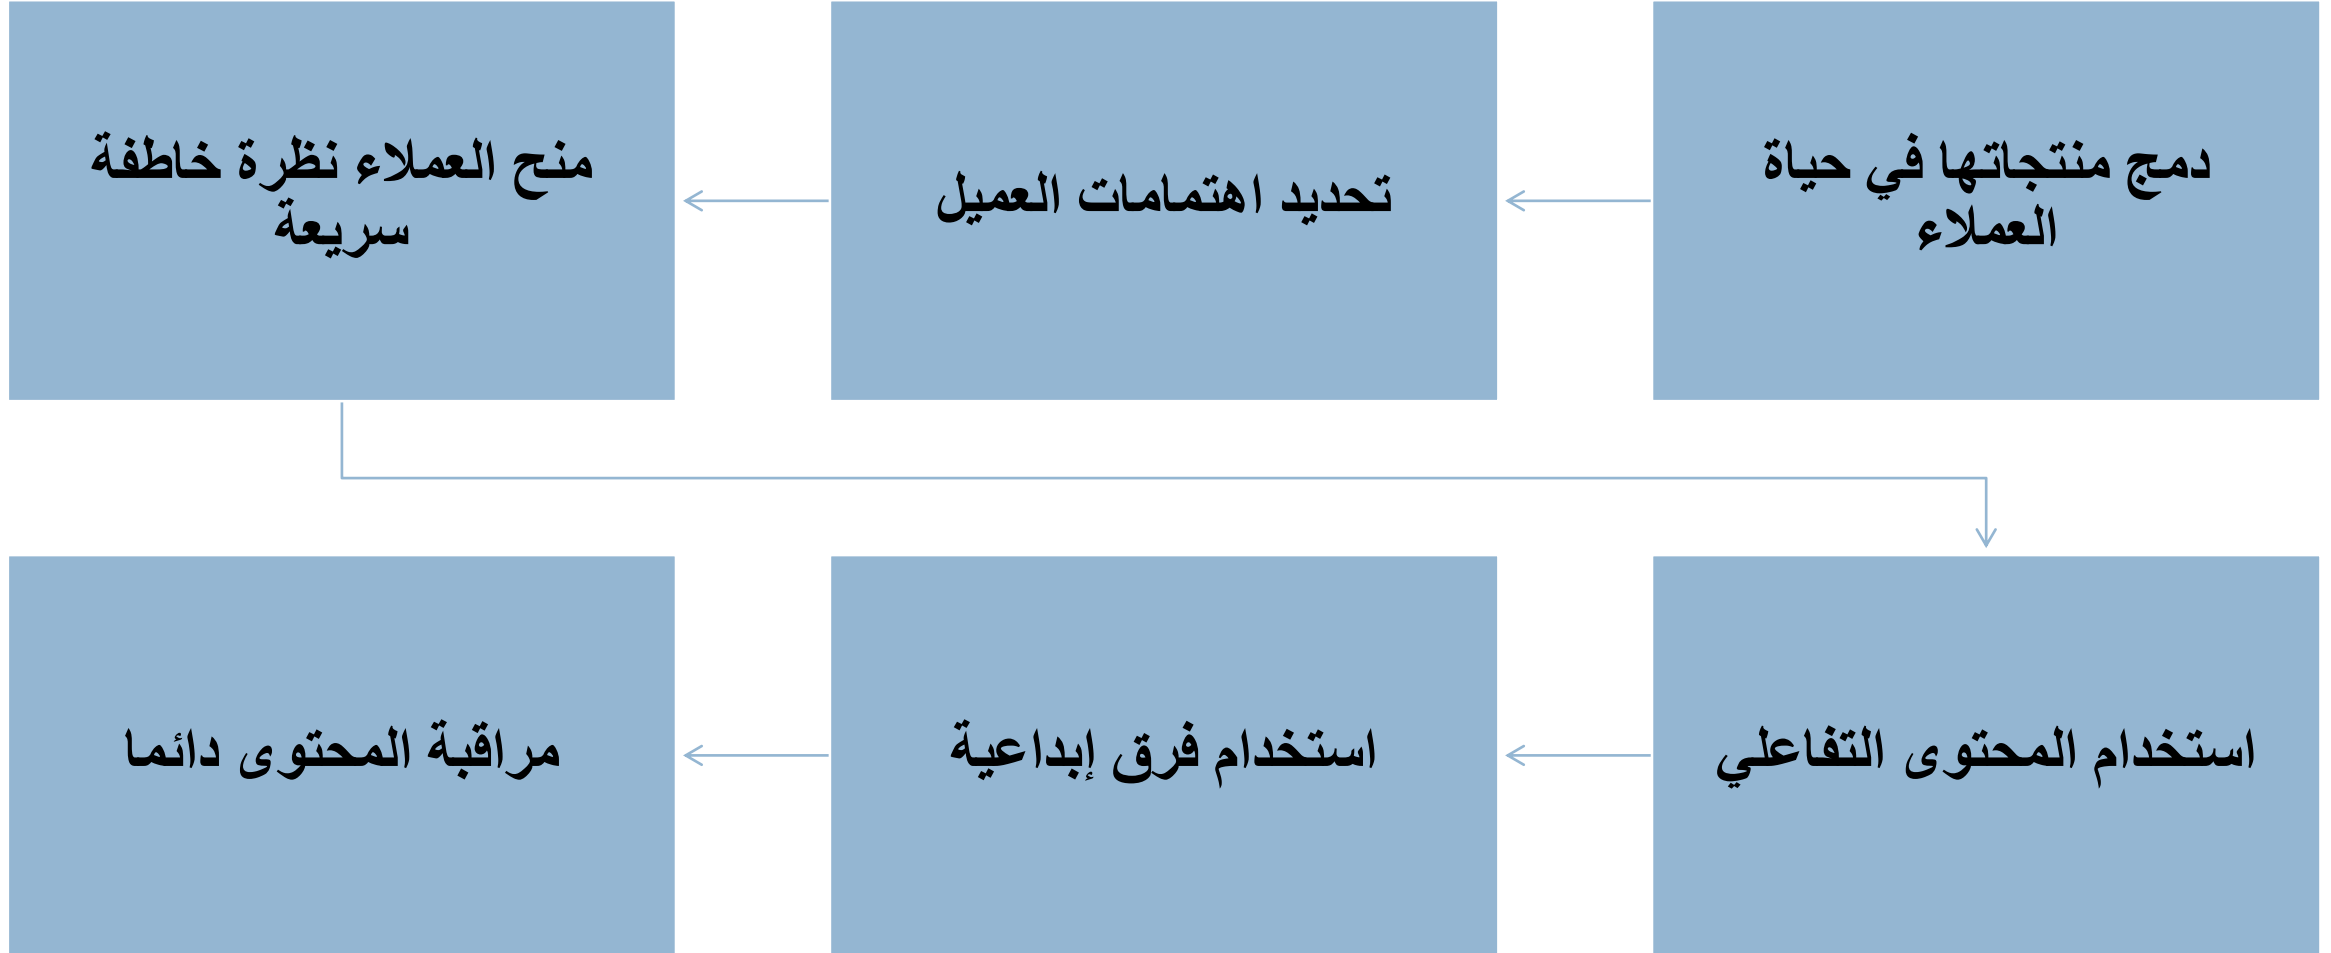 دمج منتجاتها في حياة
العملاء
تحديد اهتمامات العميل
منح العملاء نظرة خاطفة
سريعة
استخدام المحتوى التفاعلي
استخدام فرق إبداعية
مراقبة المحتوى دائما